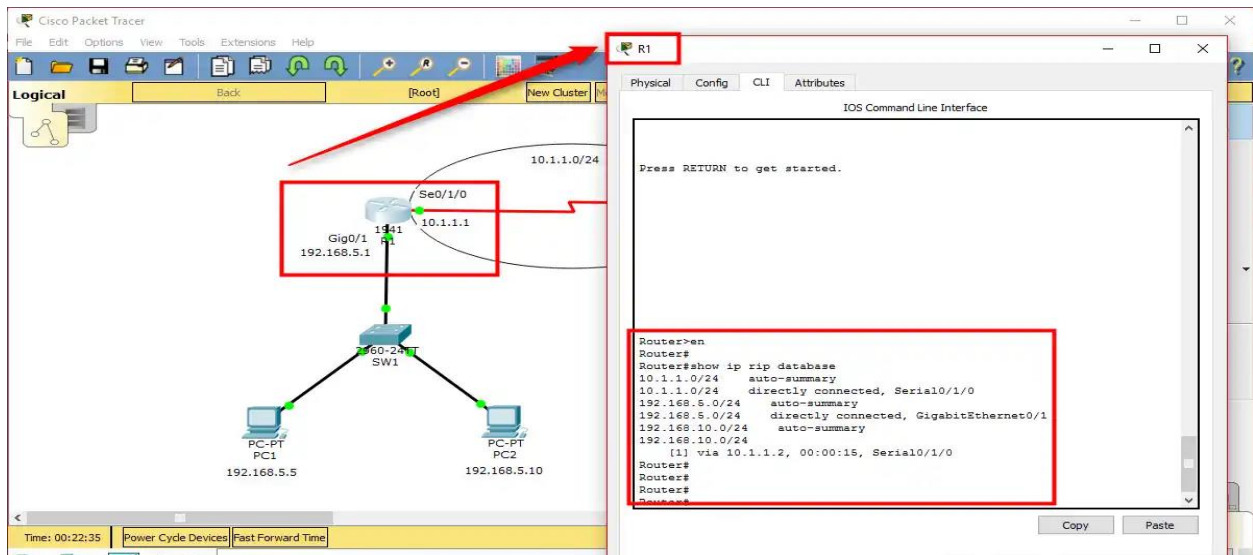 Cisco Packet Tracer
File Edit Options View Tools Extensions Help
Logical
Back
[Root]
New Cluster
10.1.1.0/24
Se0/1/0
10.1.1.1
1941
R1
Gig0/1
192.168.5.1
2960-24TT
SW1
PC-PT
PC1
192.168.5.5
PC-PT
PC2
192.168.5.10
Time: 00:22:35
Power Cycle Devices
Fast Forward Time
R1
Physical
Config
CLI
Attributes
IOS Command Line Interface
Press RETURN to get started.
Router>en
Router#
Router#show ip rip database
10.1.1.0/24 auto-summary
10.1.1.0/24 directly connected, Serial0/1/0
192.168.5.0/24 auto-summary
192.168.5.0/24 directly connected, GigabitEthernet0/1
192.168.10.0/24 auto-summary
192.168.10.0/24
[1] via 10.1.1.2, 00:00:15, Serial0/1/0
Router#
Router#
Router#
Router#
Copy
Paste